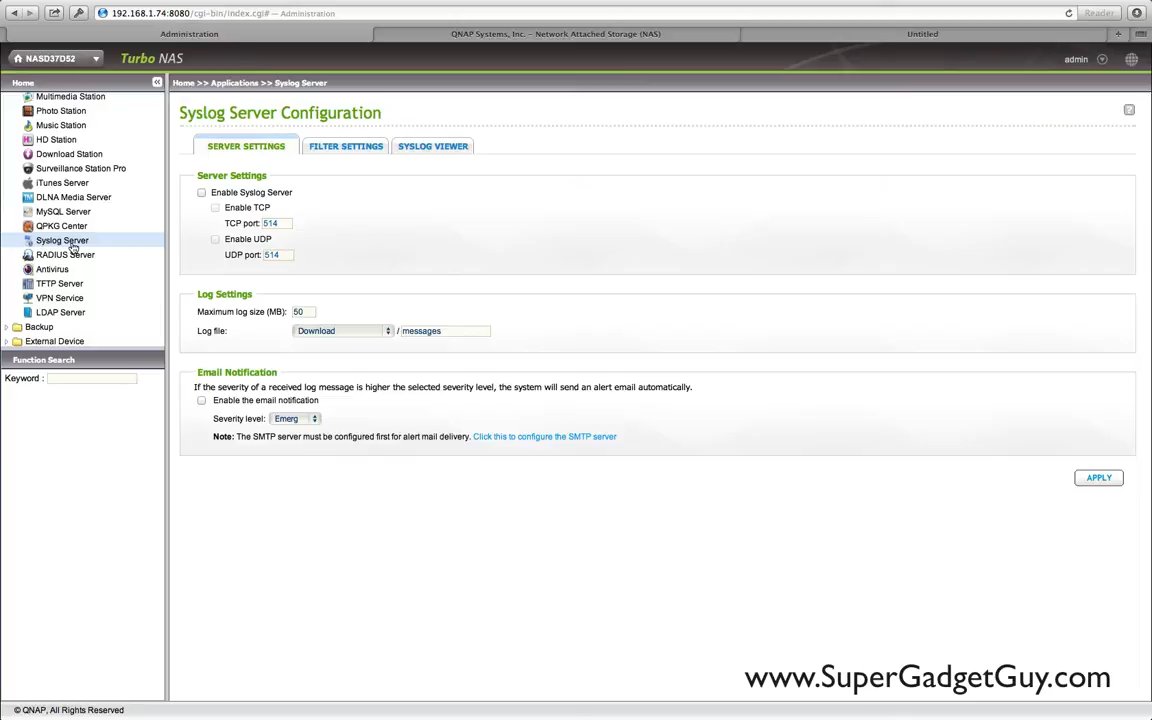 192.168.1.74:8080/cgi-bin/index.cgi# — Administration
Reader
Administration
QNAP Systems, Inc. - Network Attached Storage (NAS)
Untitled
NASD37D52
Turbo NAS
admin
Home
Home >> Applications >> Syslog Server
Multimedia Station
Photo Station
Music Station
HD Station
Download Station
Surveillance Station Pro
iTunes Server
DLNA Media Server
MySQL Server
QPKG Center
Syslog Server
RADIUS Server
Antivirus
TFTP Server
VPN Service
LDAP Server
Backup
External Device
Function Search
Keyword :
Syslog Server Configuration
SERVER SETTINGS
FILTER SETTINGS
SYSLOG VIEWER
Server Settings
Enable Syslog Server
Enable TCP
TCP port: 514
Enable UDP
UDP port: 514
Log Settings
Maximum log size (MB): 50
Log file: Download / messages
Email Notification
If the severity of a received log message is higher the selected severity level, the system will send an alert email automatically.
Enable the email notification
Severity level: Emerg
Note: The SMTP server must be configured first for alert mail delivery. Click this to configure the SMTP server
APPLY
www.SuperGadgetGuy.com
© QNAP, All Rights Reserved